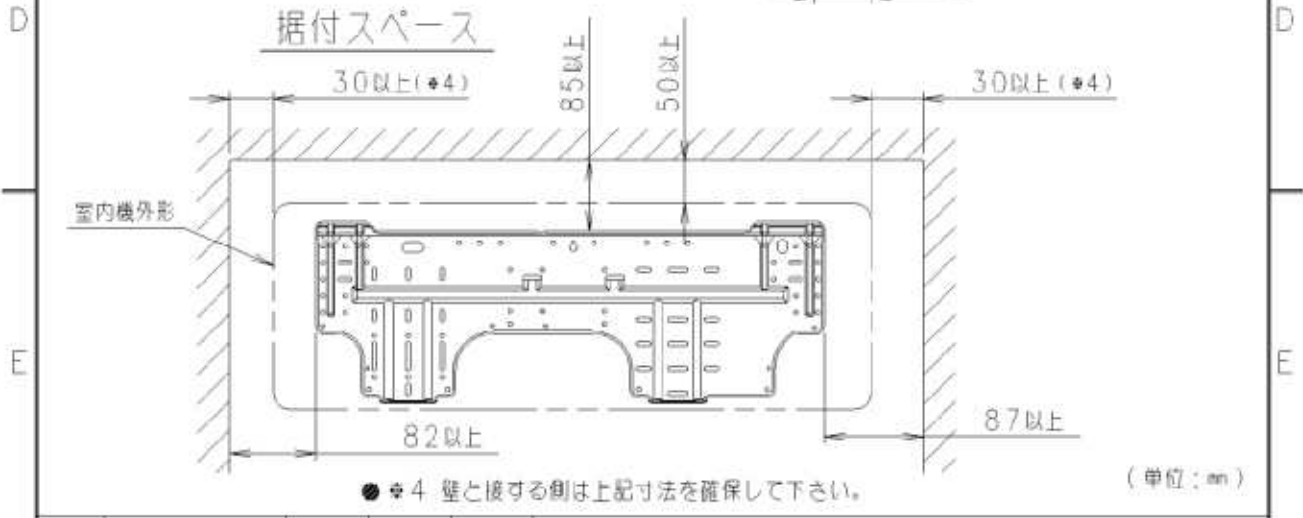 D
D
据付スペース
30以上(※4)
85以上
50以上
30以上(※4)
室内機外形
E
E
82以上
87以上
●※4 壁と接する側は上記寸法を確保して下さい。
(単位:mm)